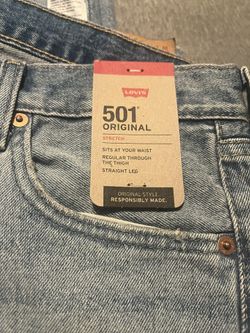 Levi's
501®
ORIGINAL
STRETCH
SITS AT YOUR WAIST
REGULAR THROUGH
THE THIGH
STRAIGHT LEG
ORIGINAL STYLE.
RESPONSIBLY MADE.